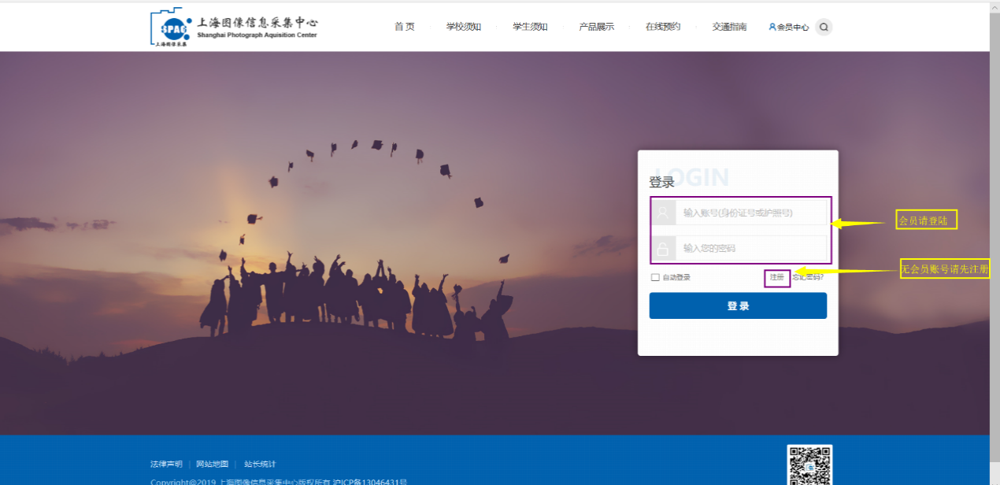 SPAC
上海图像采集
上海图像信息采集中心
Shanghai Photograph Aquisition Center
首 页
学校须知
学生须知
产品展示
在线预约
交通指南
会员中心
LOGIN
登录
输入账号(身份证号或护照号)
会员请登陆
输入您的密码
无会员账号请先注册
自动登录
注册
忘记密码?
登 录
法律声明 | 网站地图 | 站长统计
Copyright@2019 上海图像信息采集中心版权所有 沪ICP备13046431号